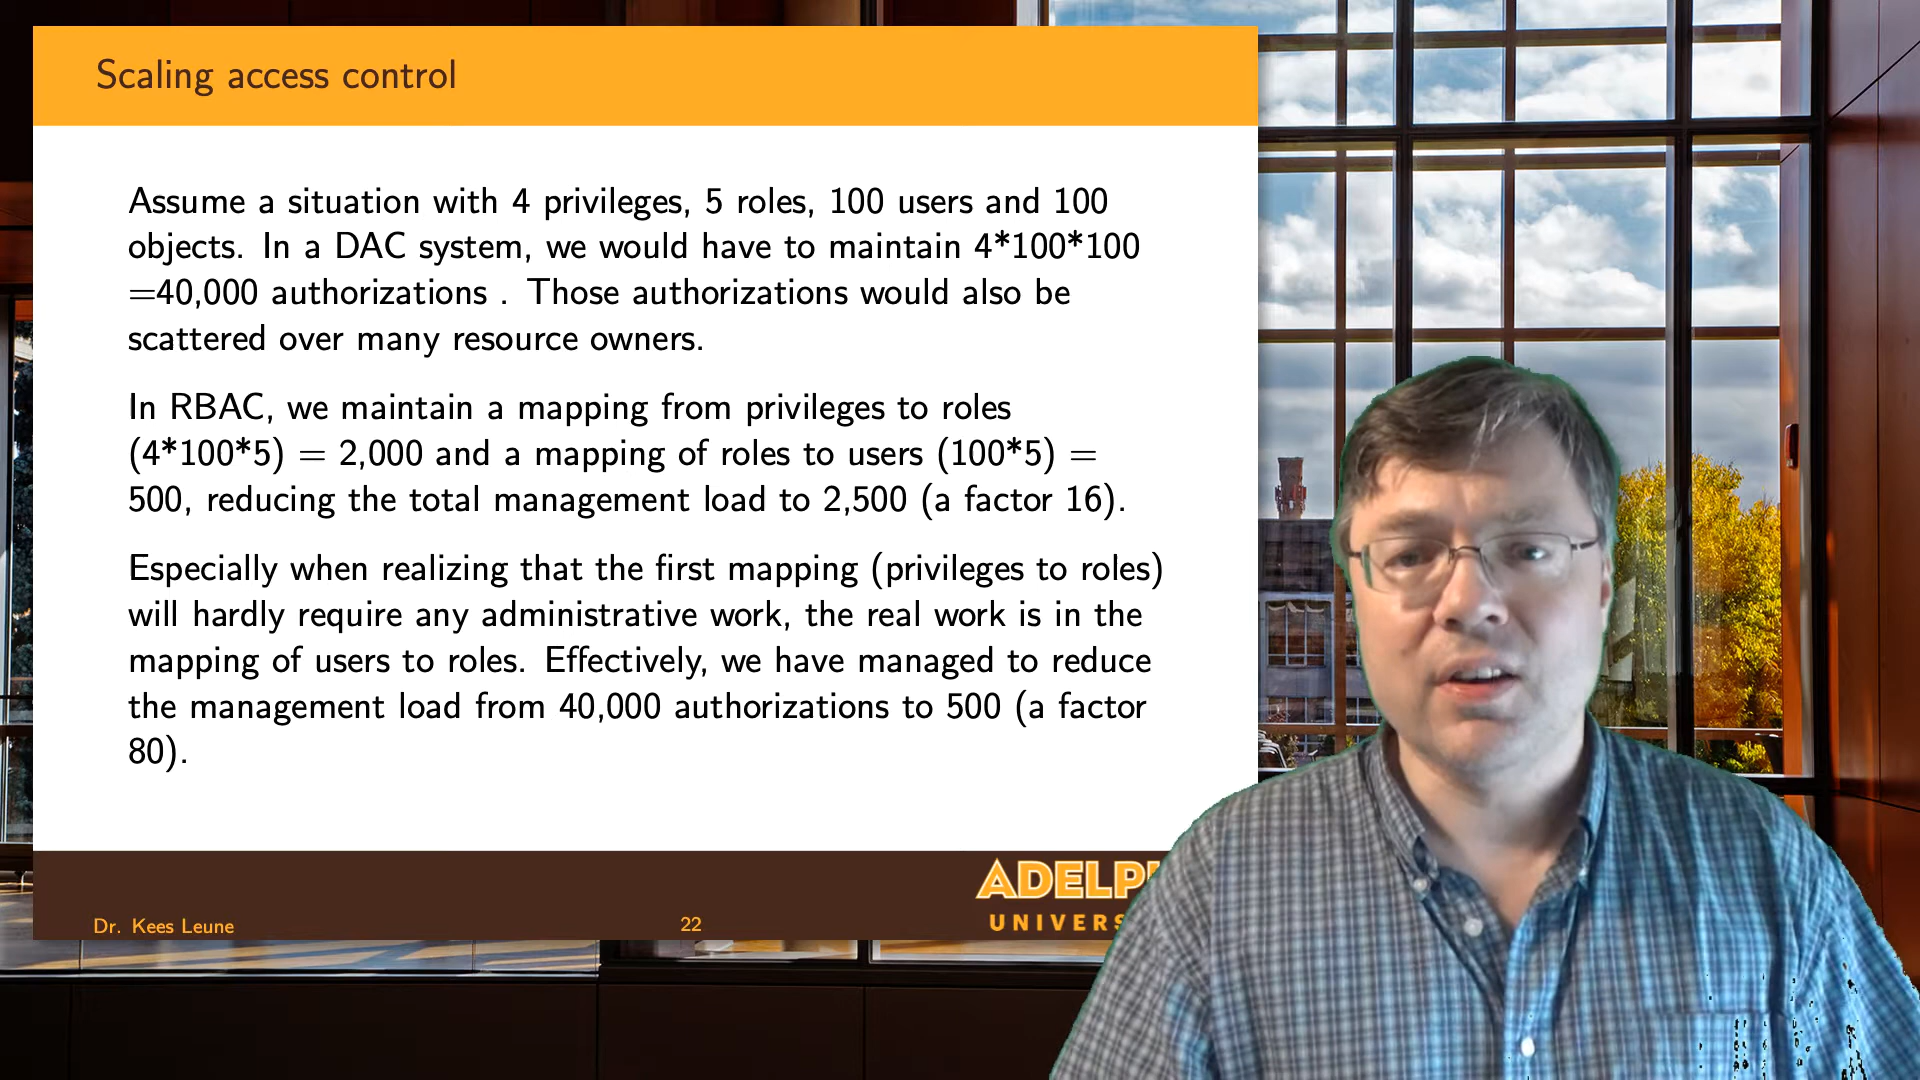 Scaling access control
Assume a situation with 4 privileges, 5 roles, 100 users and 100
objects. In a DAC system, we would have to maintain 4*100*100
=40,000 authorizations . Those authorizations would also be
scattered over many resource owners.
In RBAC, we maintain a mapping from privileges to roles
(4*100*5) = 2,000 and a mapping of roles to users (100*5) =
500, reducing the total management load to 2,500 (a factor 16).
Especially when realizing that the first mapping (privileges to roles)
will hardly require any administrative work, the real work is in the
mapping of users to roles. Effectively, we have managed to reduce
the management load from 40,000 authorizations to 500 (a factor
80).
Dr. Kees Leune
22